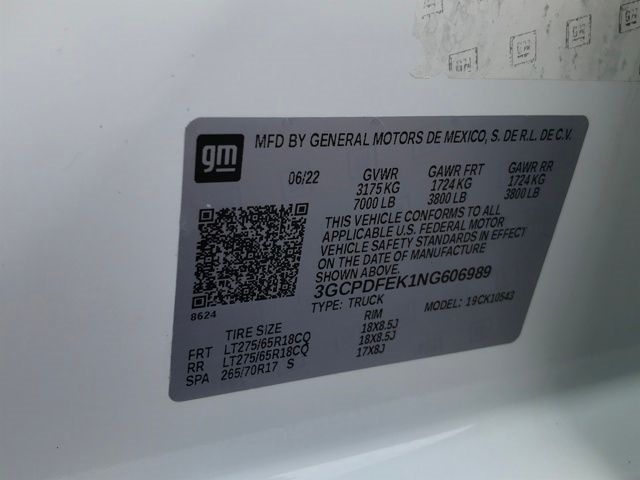 gm
MFD BY GENERAL MOTORS DE MEXICO, S. DE R.L. DE C.V.
06/22 GVWR GAWR FRT GAWR RR
3175 KG 1724 KG 1724 KG
7000 LB 3800 LB 3800 LB
THIS VEHICLE CONFORMS TO ALL
APPLICABLE U.S. FEDERAL MOTOR
VEHICLE SAFETY STANDARDS IN EFFECT
ON THE DATE OF MANUFACTURE
SHOWN ABOVE.
3GCPDFEK1NG606989
8624
TYPE: TRUCK MODEL: 19CK10543
TIRE SIZE RIM
FRT LT275/65R18CQ 18X8.5J
RR LT275/65R18CQ 18X8.5J
SPA 265/70R17 S 17X8J